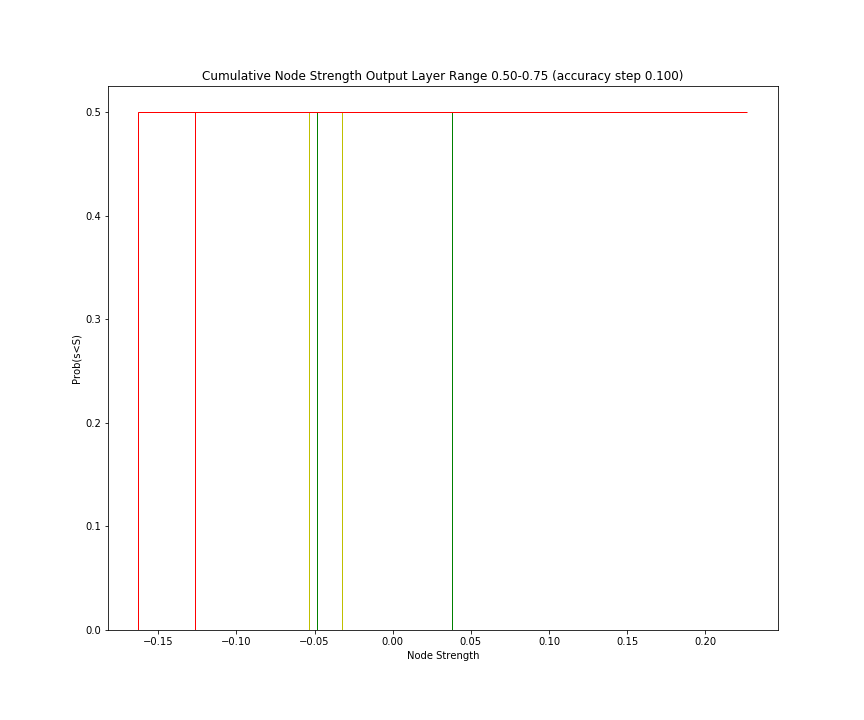 Cumulative Node Strength Output Layer Range 0.50-0.75 (accuracy step 0.100)
0.5
0.4
0.3
0.2
0.1
0.0
Prob(s<S)
−0.15 −0.10 −0.05 0.00 0.05 0.10 0.15 0.20
Node Strength